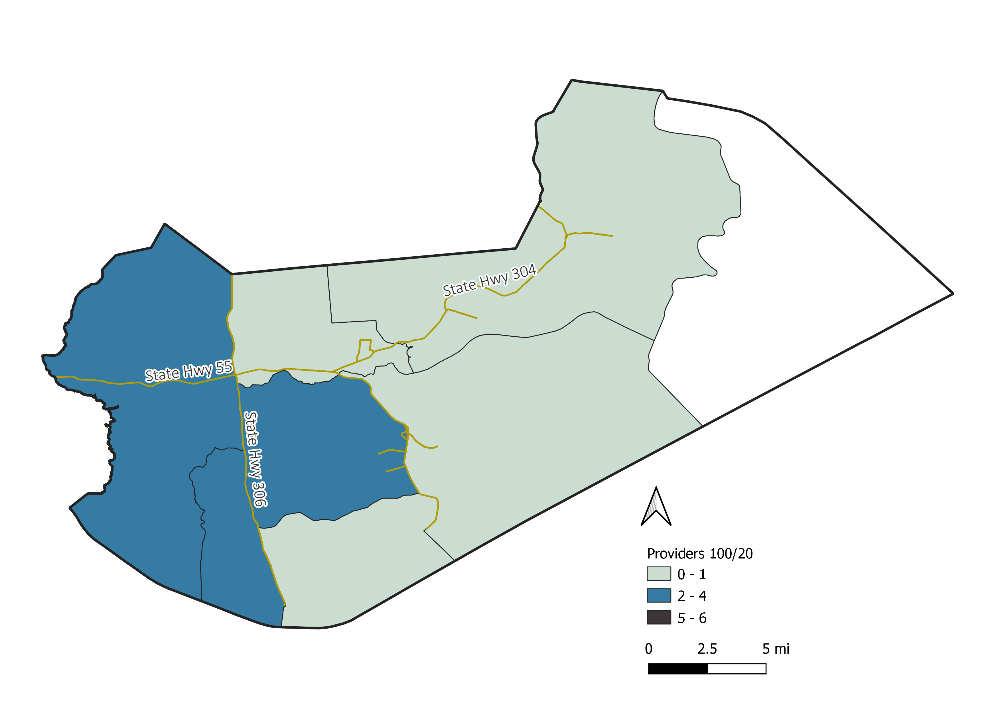 State Hwy 304
State Hwy 55
State Hwy 306
Providers 100/20
0 - 1
2 - 4
5 - 6
0 2.5 5 mi